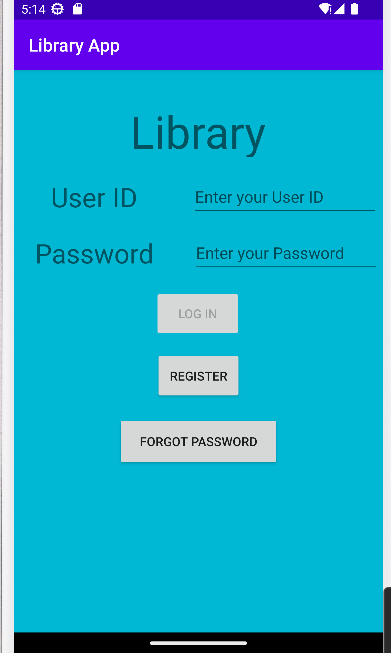 5:14
Library App
Library
User ID Enter your User ID
Password Enter your Password
LOG IN
REGISTER
FORGOT PASSWORD